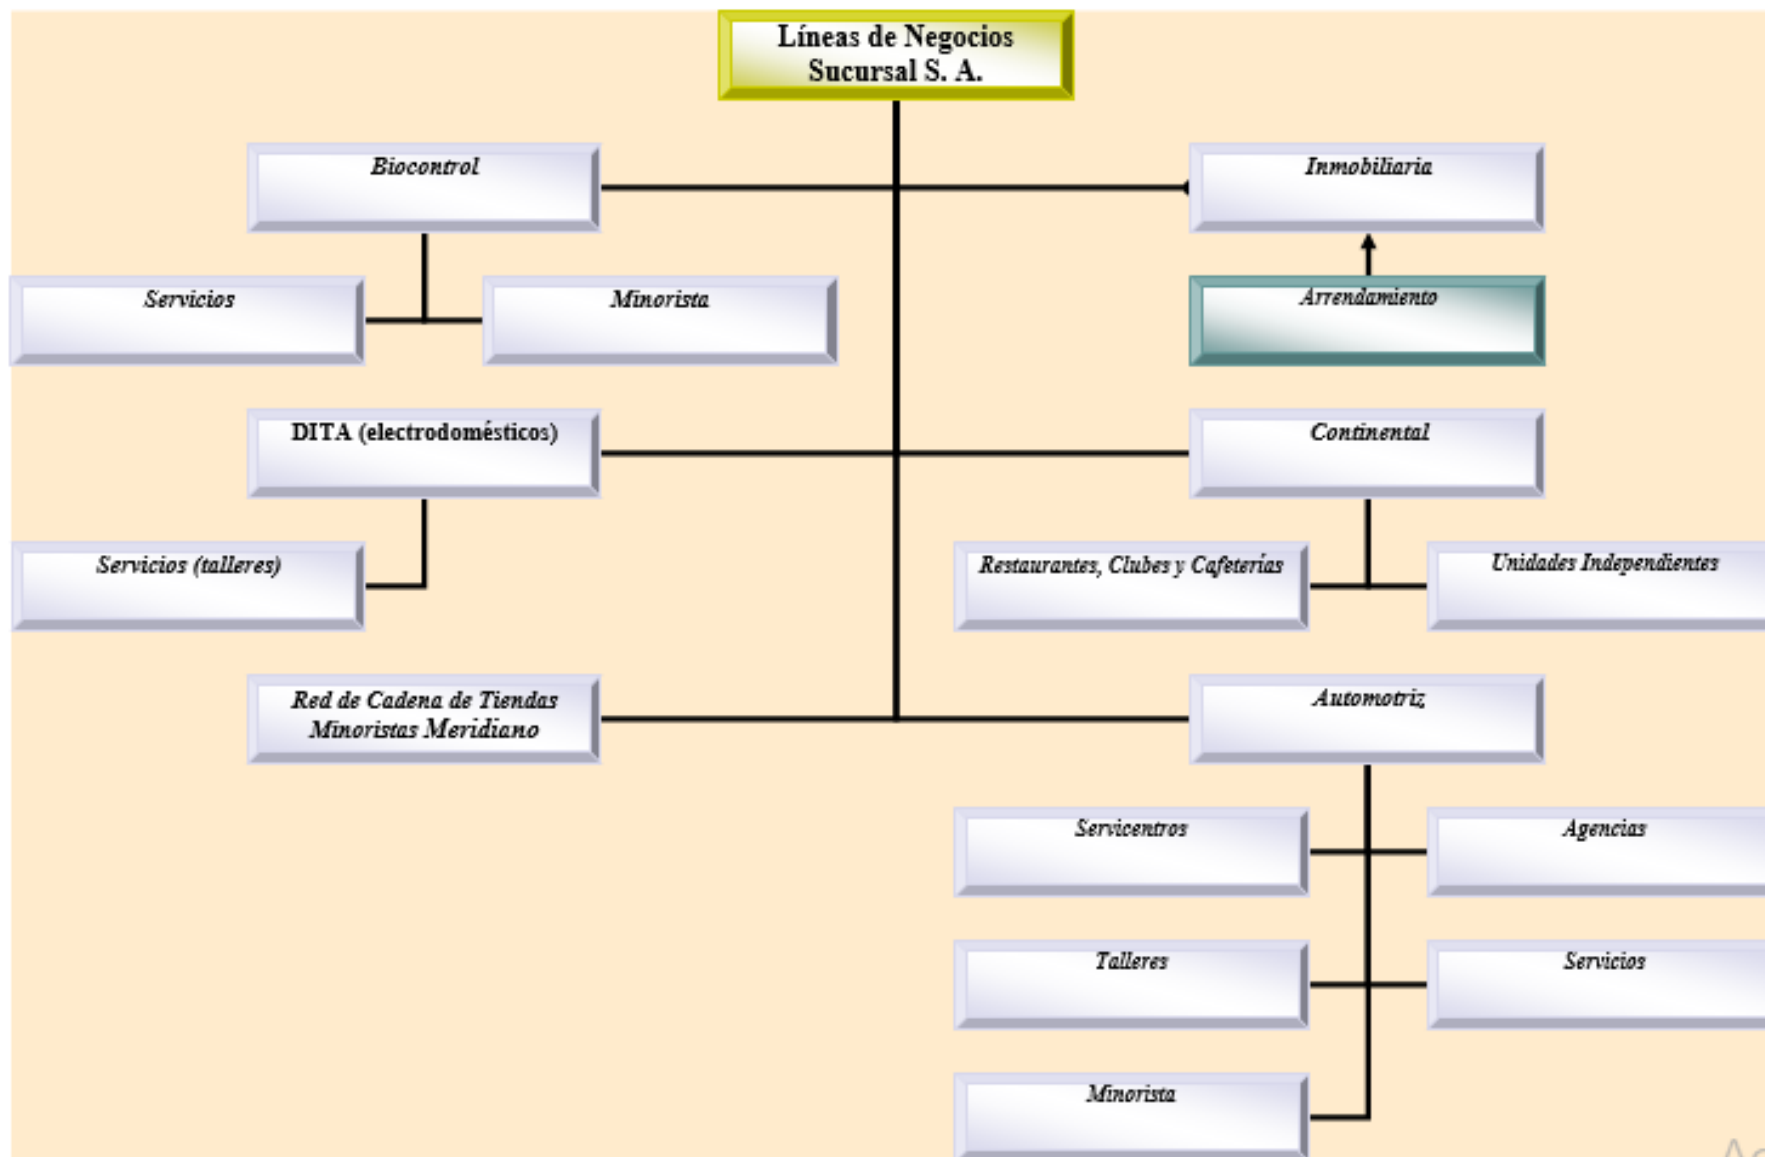 Líneas de Negocios
Sucursal S. A.
Biocontrol
Inmobiliaria
Servicios
Minorista
Arrendamiento
DITA (electrodomésticos)
Continental
Servicios (talleres)
Restaurantes, Clubes y Cafeterías
Unidades Independientes
Red de Cadena de Tiendas
Minoristas Meridiano
Automotriz
Servicentros
Agencias
Talleres
Servicios
Minorista